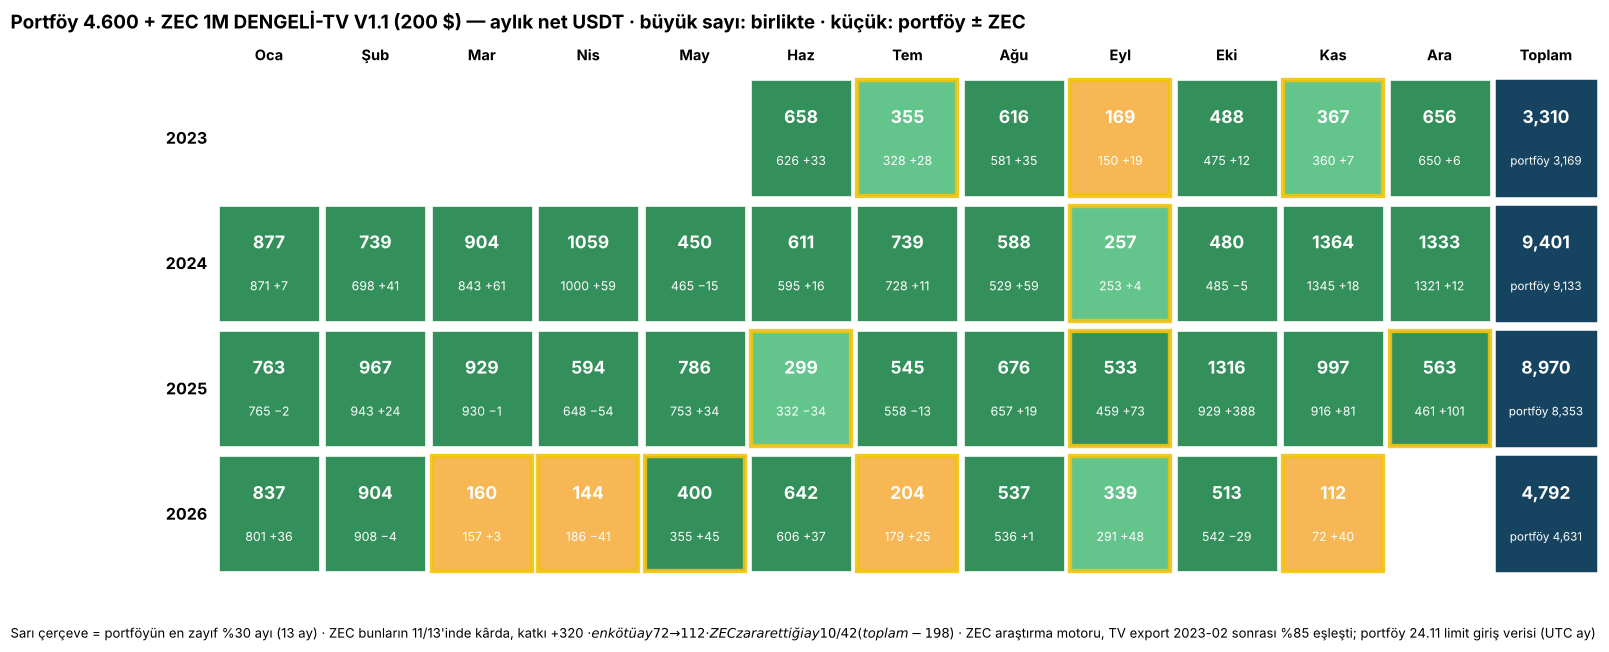 Portföy 4.600 + ZEC 1M DENGELİ-TV V1.1 (200 $) — aylık net USDT · büyük sayı: birlikte · küçük: portföy ± ZEC
Oca Şub Mar Nis May Haz Tem Ağu Eyl Eki Kas Ara Toplam
2023 658 355 616 169 488 367 656 3,310
626 +33 328 +28 581 +35 150 +19 475 +12 360 +7 650 +6 portföy 3,169
2024 877 739 904 1059 450 611 739 588 257 480 1364 1333 9,401
871 +7 698 +41 843 +61 1000 +59 465 −15 595 +16 728 +11 529 +59 253 +4 485 −5 1345 +18 1321 +12 portföy 9,133
2025 763 967 929 594 786 299 545 676 533 1316 997 563 8,970
765 −2 943 +24 930 −1 648 −54 753 +34 332 −34 558 −13 657 +19 459 +73 929 +388 916 +81 461 +101 portföy 8,353
2026 837 904 160 144 400 642 204 537 339 513 112 4,792
801 +36 908 −4 157 +3 186 −41 355 +45 606 +37 179 +25 536 +1 291 +48 542 −29 72 +40 portföy 4,631
Sarı çerçeve = portföyün en zayıf %30 ayı (13 ay) · ZEC bunların 11/13'inde kârda, katkı +320 ·enkötüay72→112·ZECzararettiğiay10/42(toplam−198) · ZEC araştırma motoru, TV export 2023-02 sonrası %85 eşleşti; portföy 24.11 limit giriş verisi (UTC ay)